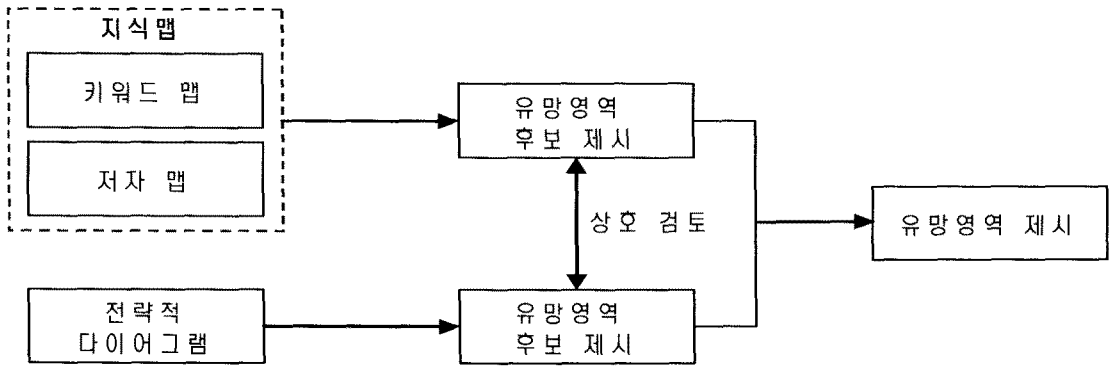 지식맵
키워드 맵
저자 맵
유망영역
후보 제시
상호 검토
유망영역 제시
전략적
다이어그램
유망영역
후보 제시